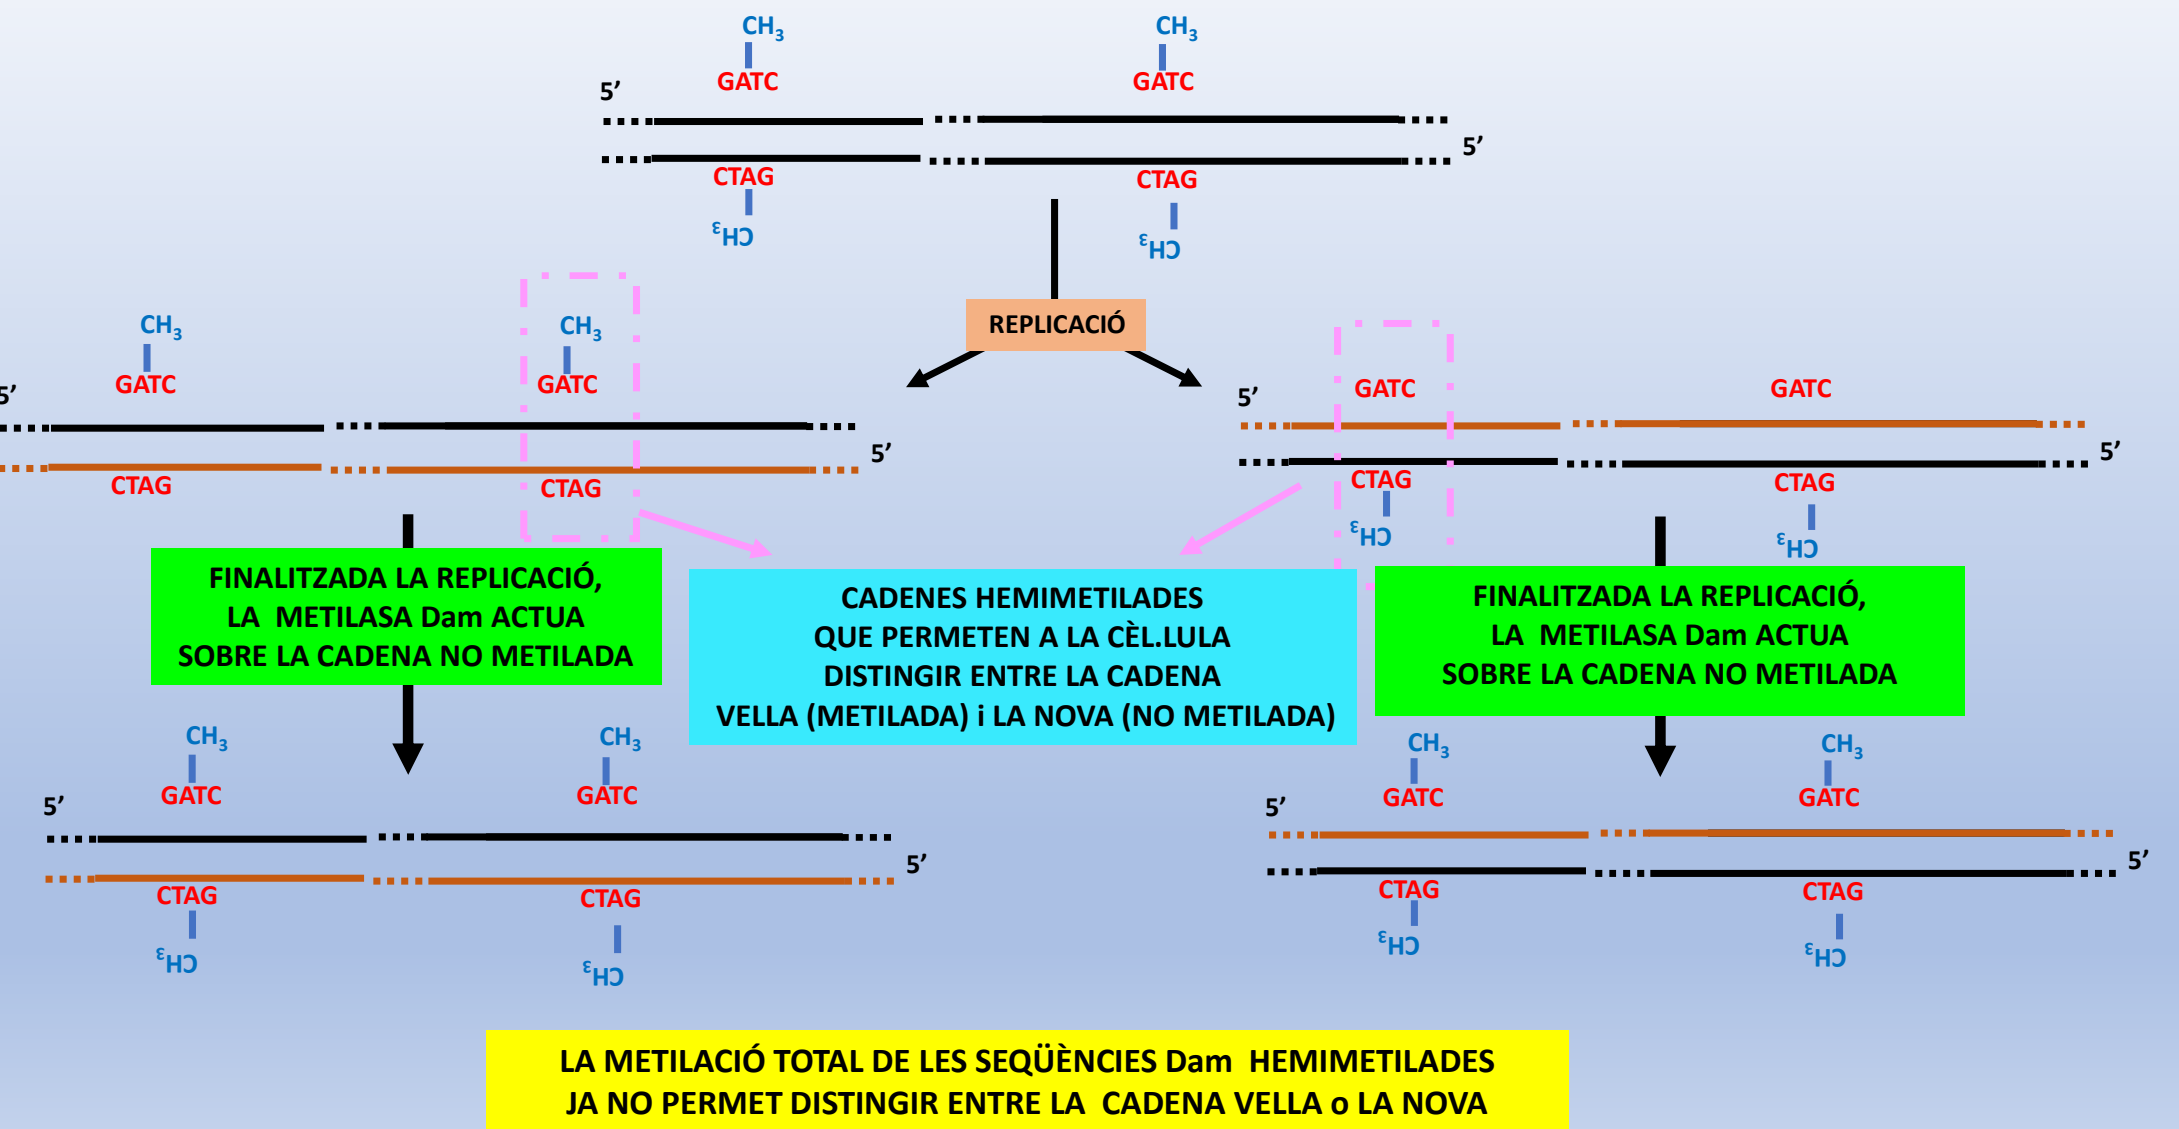 CH3 CH3
GATC GATC
5’
5’
CTAG CTAG
CH3 CH3
REPLICACIÓ
CH3 CH3
GATC GATC
5’
5’
CTAG CTAG
GATC GATC
5’
5’
CTAG CTAG
CH3 CH3
FINALITZADA LA REPLICACIÓ,
LA METILASA Dam ACTUA
SOBRE LA CADENA NO METILADA
CADENES HEMIMETILADES
QUE PERMETEN A LA CÈL.LULA
DISTINGIR ENTRE LA CADENA
VELLA (METILADA) i LA NOVA (NO METILADA)
FINALITZADA LA REPLICACIÓ,
LA METILASA Dam ACTUA
SOBRE LA CADENA NO METILADA
CH3 CH3
GATC GATC
5’
5’
CTAG CTAG
CH3 CH3
CH3 CH3
GATC GATC
5’
5’
CTAG CTAG
CH3 CH3
LA METILACIÓ TOTAL DE LES SEQÜÈNCIES Dam HEMIMETILADES
JA NO PERMET DISTINGIR ENTRE LA CADENA VELLA o LA NOVA